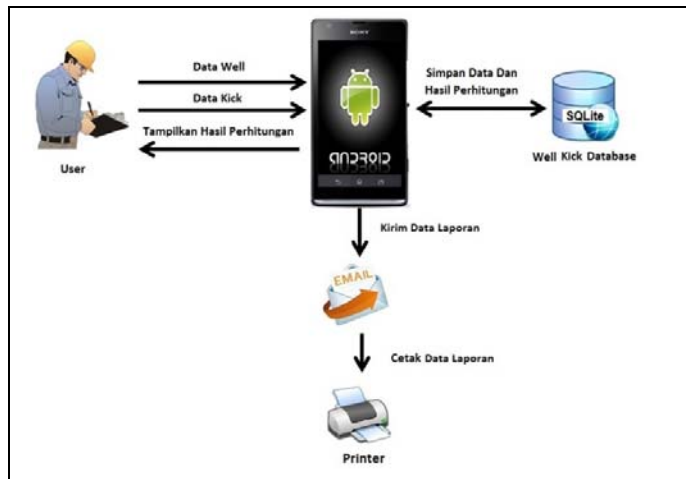 SONY
Data Well
Data Kick
Tampilkan Hasil Perhitungan
User
ANDROID
Simpan Data Dan
Hasil Perhitungan
SQLite
Well Kick Database
Kirim Data Laporan
EMAIL
Cetak Data Laporan
Printer